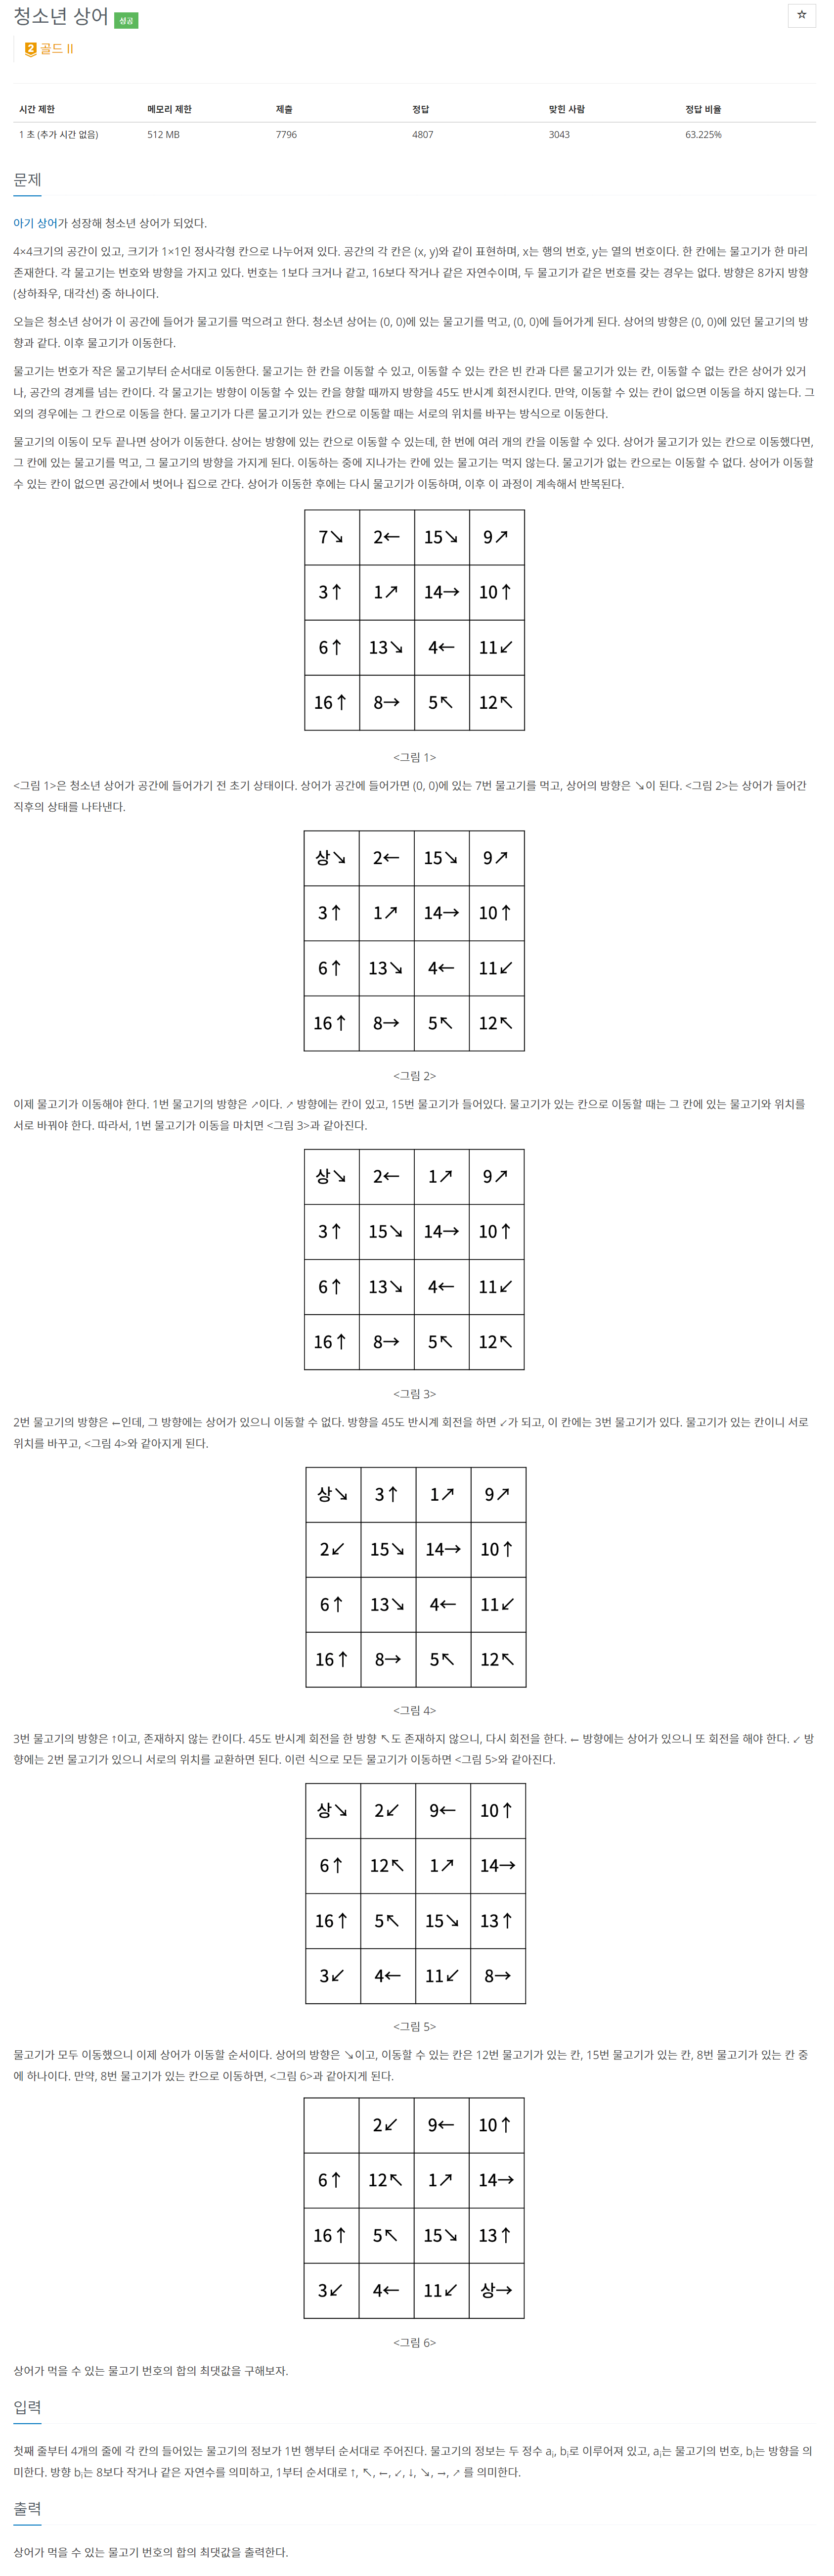 청소년 상어 성공
☆
2 골드 II
시간 제한 메모리 제한 제출 정답 맞힌 사람 정답 비율
1 초 (추가 시간 없음) 512 MB 7796 4807 3043 63.225%
문제
아기 상어가 성장해 청소년 상어가 되었다.
4×4크기의 공간이 있고, 크기가 1×1인 정사각형 칸으로 나누어져 있다. 공간의 각 칸은 (x, y)와 같이 표현하며, x는 행의 번호, y는 열의 번호이다. 한 칸에는 물고기가 한 마리
존재한다. 각 물고기는 번호와 방향을 가지고 있다. 번호는 1보다 크거나 같고, 16보다 작거나 같은 자연수이며, 두 물고기가 같은 번호를 갖는 경우는 없다. 방향은 8가지 방향
(상하좌우, 대각선) 중 하나이다.
오늘은 청소년 상어가 이 공간에 들어가 물고기를 먹으려고 한다. 청소년 상어는 (0, 0)에 있는 물고기를 먹고, (0, 0)에 들어가게 된다. 상어의 방향은 (0, 0)에 있던 물고기의 방
향과 같다. 이후 물고기가 이동한다.
물고기는 번호가 작은 물고기부터 순서대로 이동한다. 물고기는 한 칸을 이동할 수 있고, 이동할 수 있는 칸은 빈 칸과 다른 물고기가 있는 칸, 이동할 수 없는 칸은 상어가 있거
나, 공간의 경계를 넘는 칸이다. 각 물고기는 방향이 이동할 수 있는 칸을 향할 때까지 방향을 45도 반시계 회전시킨다. 만약, 이동할 수 있는 칸이 없으면 이동을 하지 않는다. 그
외의 경우에는 그 칸으로 이동을 한다. 물고기가 다른 물고기가 있는 칸으로 이동할 때는 서로의 위치를 바꾸는 방식으로 이동한다.
물고기의 이동이 모두 끝나면 상어가 이동한다. 상어는 방향에 있는 칸으로 이동할 수 있는데, 한 번에 여러 개의 칸을 이동할 수 있다. 상어가 물고기가 있는 칸으로 이동했다면,
그 칸에 있는 물고기를 먹고, 그 물고기의 방향을 가지게 된다. 이동하는 중에 지나가는 칸에 있는 물고기는 먹지 않는다. 물고기가 없는 칸으로는 이동할 수 없다. 상어가 이동할
수 있는 칸이 없으면 공간에서 벗어나 집으로 간다. 상어가 이동한 후에는 다시 물고기가 이동하며, 이후 이 과정이 계속해서 반복된다.
7↘ 2← 15↘ 9↗
3↑ 1↗ 14→ 10↑
6↑ 13↘ 4← 11↙
16↑ 8→ 5↖ 12↖
<그림 1>
<그림 1>은 청소년 상어가 공간에 들어가기 전 초기 상태이다. 상어가 공간에 들어가면 (0, 0)에 있는 7번 물고기를 먹고, 상어의 방향은 ↘이 된다. <그림 2>는 상어가 들어간
직후의 상태를 나타낸다.
상↘ 2← 15↘ 9↗
3↑ 1↗ 14→ 10↑
6↑ 13↘ 4← 11↙
16↑ 8→ 5↖ 12↖
<그림 2>
이제 물고기가 이동해야 한다. 1번 물고기의 방향은 ↗이다. ↗ 방향에는 칸이 있고, 15번 물고기가 들어있다. 물고기가 있는 칸으로 이동할 때는 그 칸에 있는 물고기와 위치를
서로 바꿔야 한다. 따라서, 1번 물고기가 이동을 마치면 <그림 3>과 같아진다.
상↘ 2← 1↗ 9↗
3↑ 15↘ 14→ 10↑
6↑ 13↘ 4← 11↙
16↑ 8→ 5↖ 12↖
<그림 3>
2번 물고기의 방향은 ←인데, 그 방향에는 상어가 있으니 이동할 수 없다. 방향을 45도 반시계 회전을 하면 ↙가 되고, 이 칸에는 3번 물고기가 있다. 물고기가 있는 칸이니 서로
위치를 바꾸고, <그림 4>와 같아지게 된다.
상↘ 3↑ 1↗ 9↗
2↙ 15↘ 14→ 10↑
6↑ 13↘ 4← 11↙
16↑ 8→ 5↖ 12↖
<그림 4>
3번 물고기의 방향은 ↑이고, 존재하지 않는 칸이다. 45도 반시계 회전을 한 방향 ↖도 존재하지 않으니, 다시 회전을 한다. ← 방향에는 상어가 있으니 또 회전을 해야 한다. ↙ 방
향에는 2번 물고기가 있으니 서로의 위치를 교환하면 된다. 이런 식으로 모든 물고기가 이동하면 <그림 5>와 같아진다.
상↘ 2↙ 9← 10↑
6↑ 12↖ 1↗ 14→
16↑ 5↖ 15↘ 13↑
3↙ 4← 11↙ 8→
<그림 5>
물고기가 모두 이동했으니 이제 상어가 이동할 순서이다. 상어의 방향은 ↘이고, 이동할 수 있는 칸은 12번 물고기가 있는 칸, 15번 물고기가 있는 칸, 8번 물고기가 있는 칸 중
에 하나이다. 만약, 8번 물고기가 있는 칸으로 이동하면, <그림 6>과 같아지게 된다.
2↙ 9← 10↑
6↑ 12↖ 1↗ 14→
16↑ 5↖ 15↘ 13↑
3↙ 4← 11↙ 상→
<그림 6>
상어가 먹을 수 있는 물고기 번호의 합의 최댓값을 구해보자.
입력
첫째 줄부터 4개의 줄에 각 칸의 들어있는 물고기의 정보가 1번 행부터 순서대로 주어진다. 물고기의 정보는 두 정수 aᵢ, bᵢ로 이루어져 있고, aᵢ는 물고기의 번호, bᵢ는 방향을 의
미한다. 방향 bᵢ는 8보다 작거나 같은 자연수를 의미하고, 1부터 순서대로 ↑, ↖, ←, ↙, ↓, ↘, →, ↗ 를 의미한다.
출력
상어가 먹을 수 있는 물고기 번호의 합의 최댓값을 출력한다.